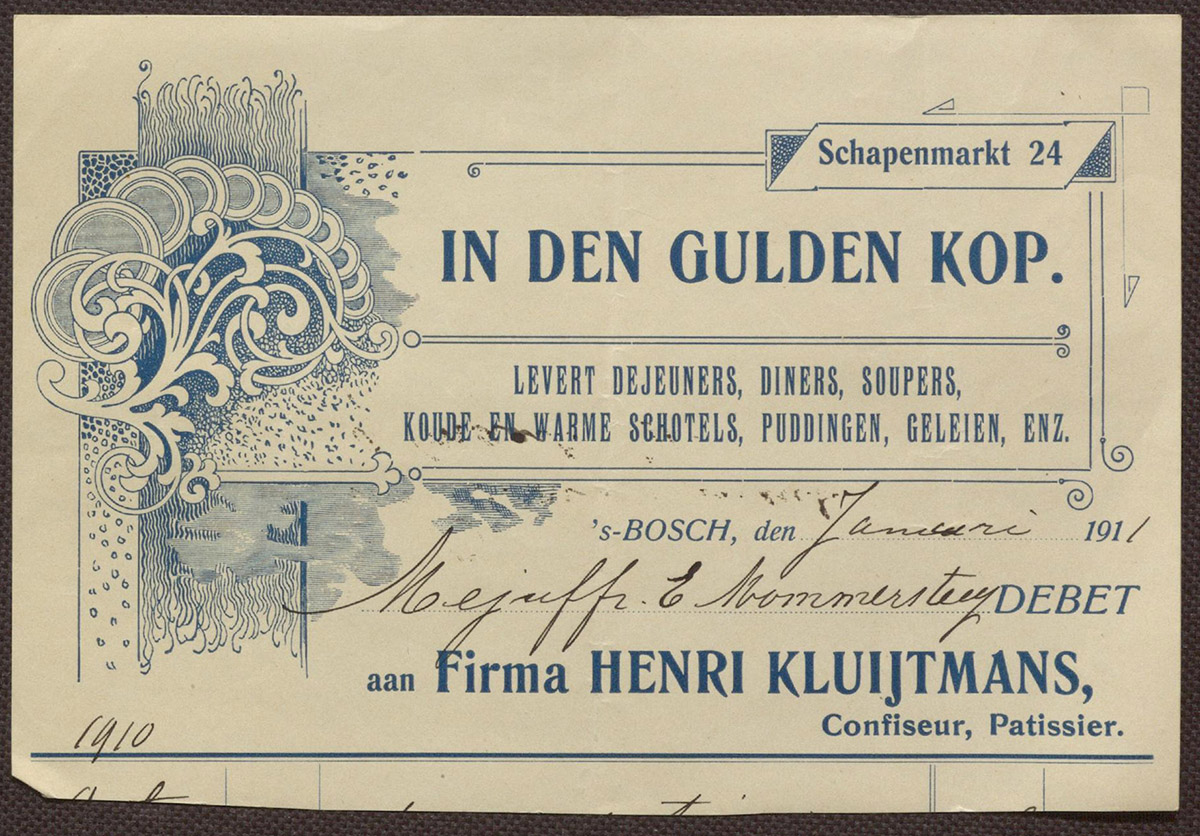 Schapenmarkt 24
IN DEN GULDEN KOP.
LEVERT DEJEUNERS, DINERS, SOUPERS,
KOUDE EN WARME SCHOTELS, PUDDINGEN, GELEIEN, ENZ.
's-BOSCH, den Januari 1911
Mejuffr. E Mommersteeg DEBET
aan Firma HENRI KLUIJTMANS,
Confiseur, Patissier.
1910